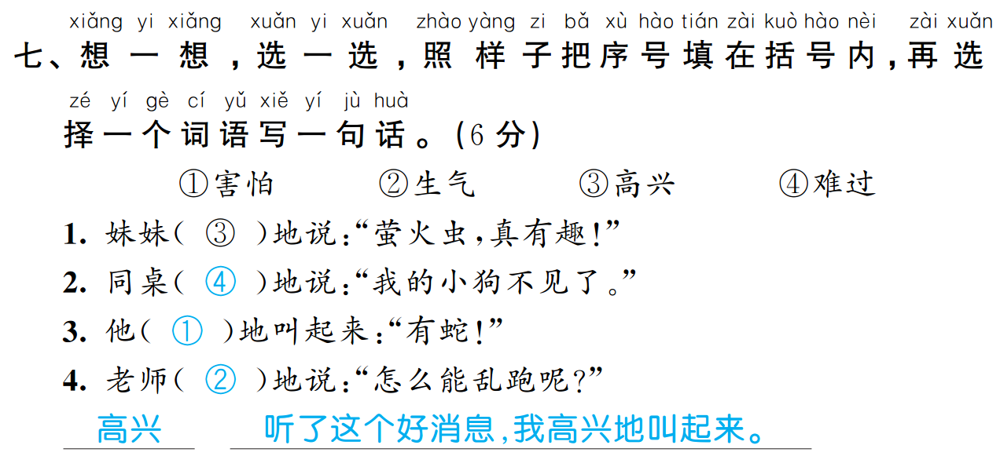 xiǎng yi xiǎng xuǎn yi xuǎn zhào yàng zi bǎ xù hào tián zài kuò hào nèi zài xuǎn
七、想一想,选一选,照样子把序号填在括号内,再选
zé yí gè cí yǔ xiě yí jù huà
择一个词语写一句话。(6分)
①害怕 ②生气 ③高兴 ④难过
1. 妹妹( ③ )地说:“萤火虫,真有趣!”
2. 同桌( ④ )地说:“我的小狗不见了。”
3. 他( ① )地叫起来:“有蛇!”
4. 老师( ② )地说:“怎么能乱跑呢?”
高兴 听了这个好消息,我高兴地叫起来。